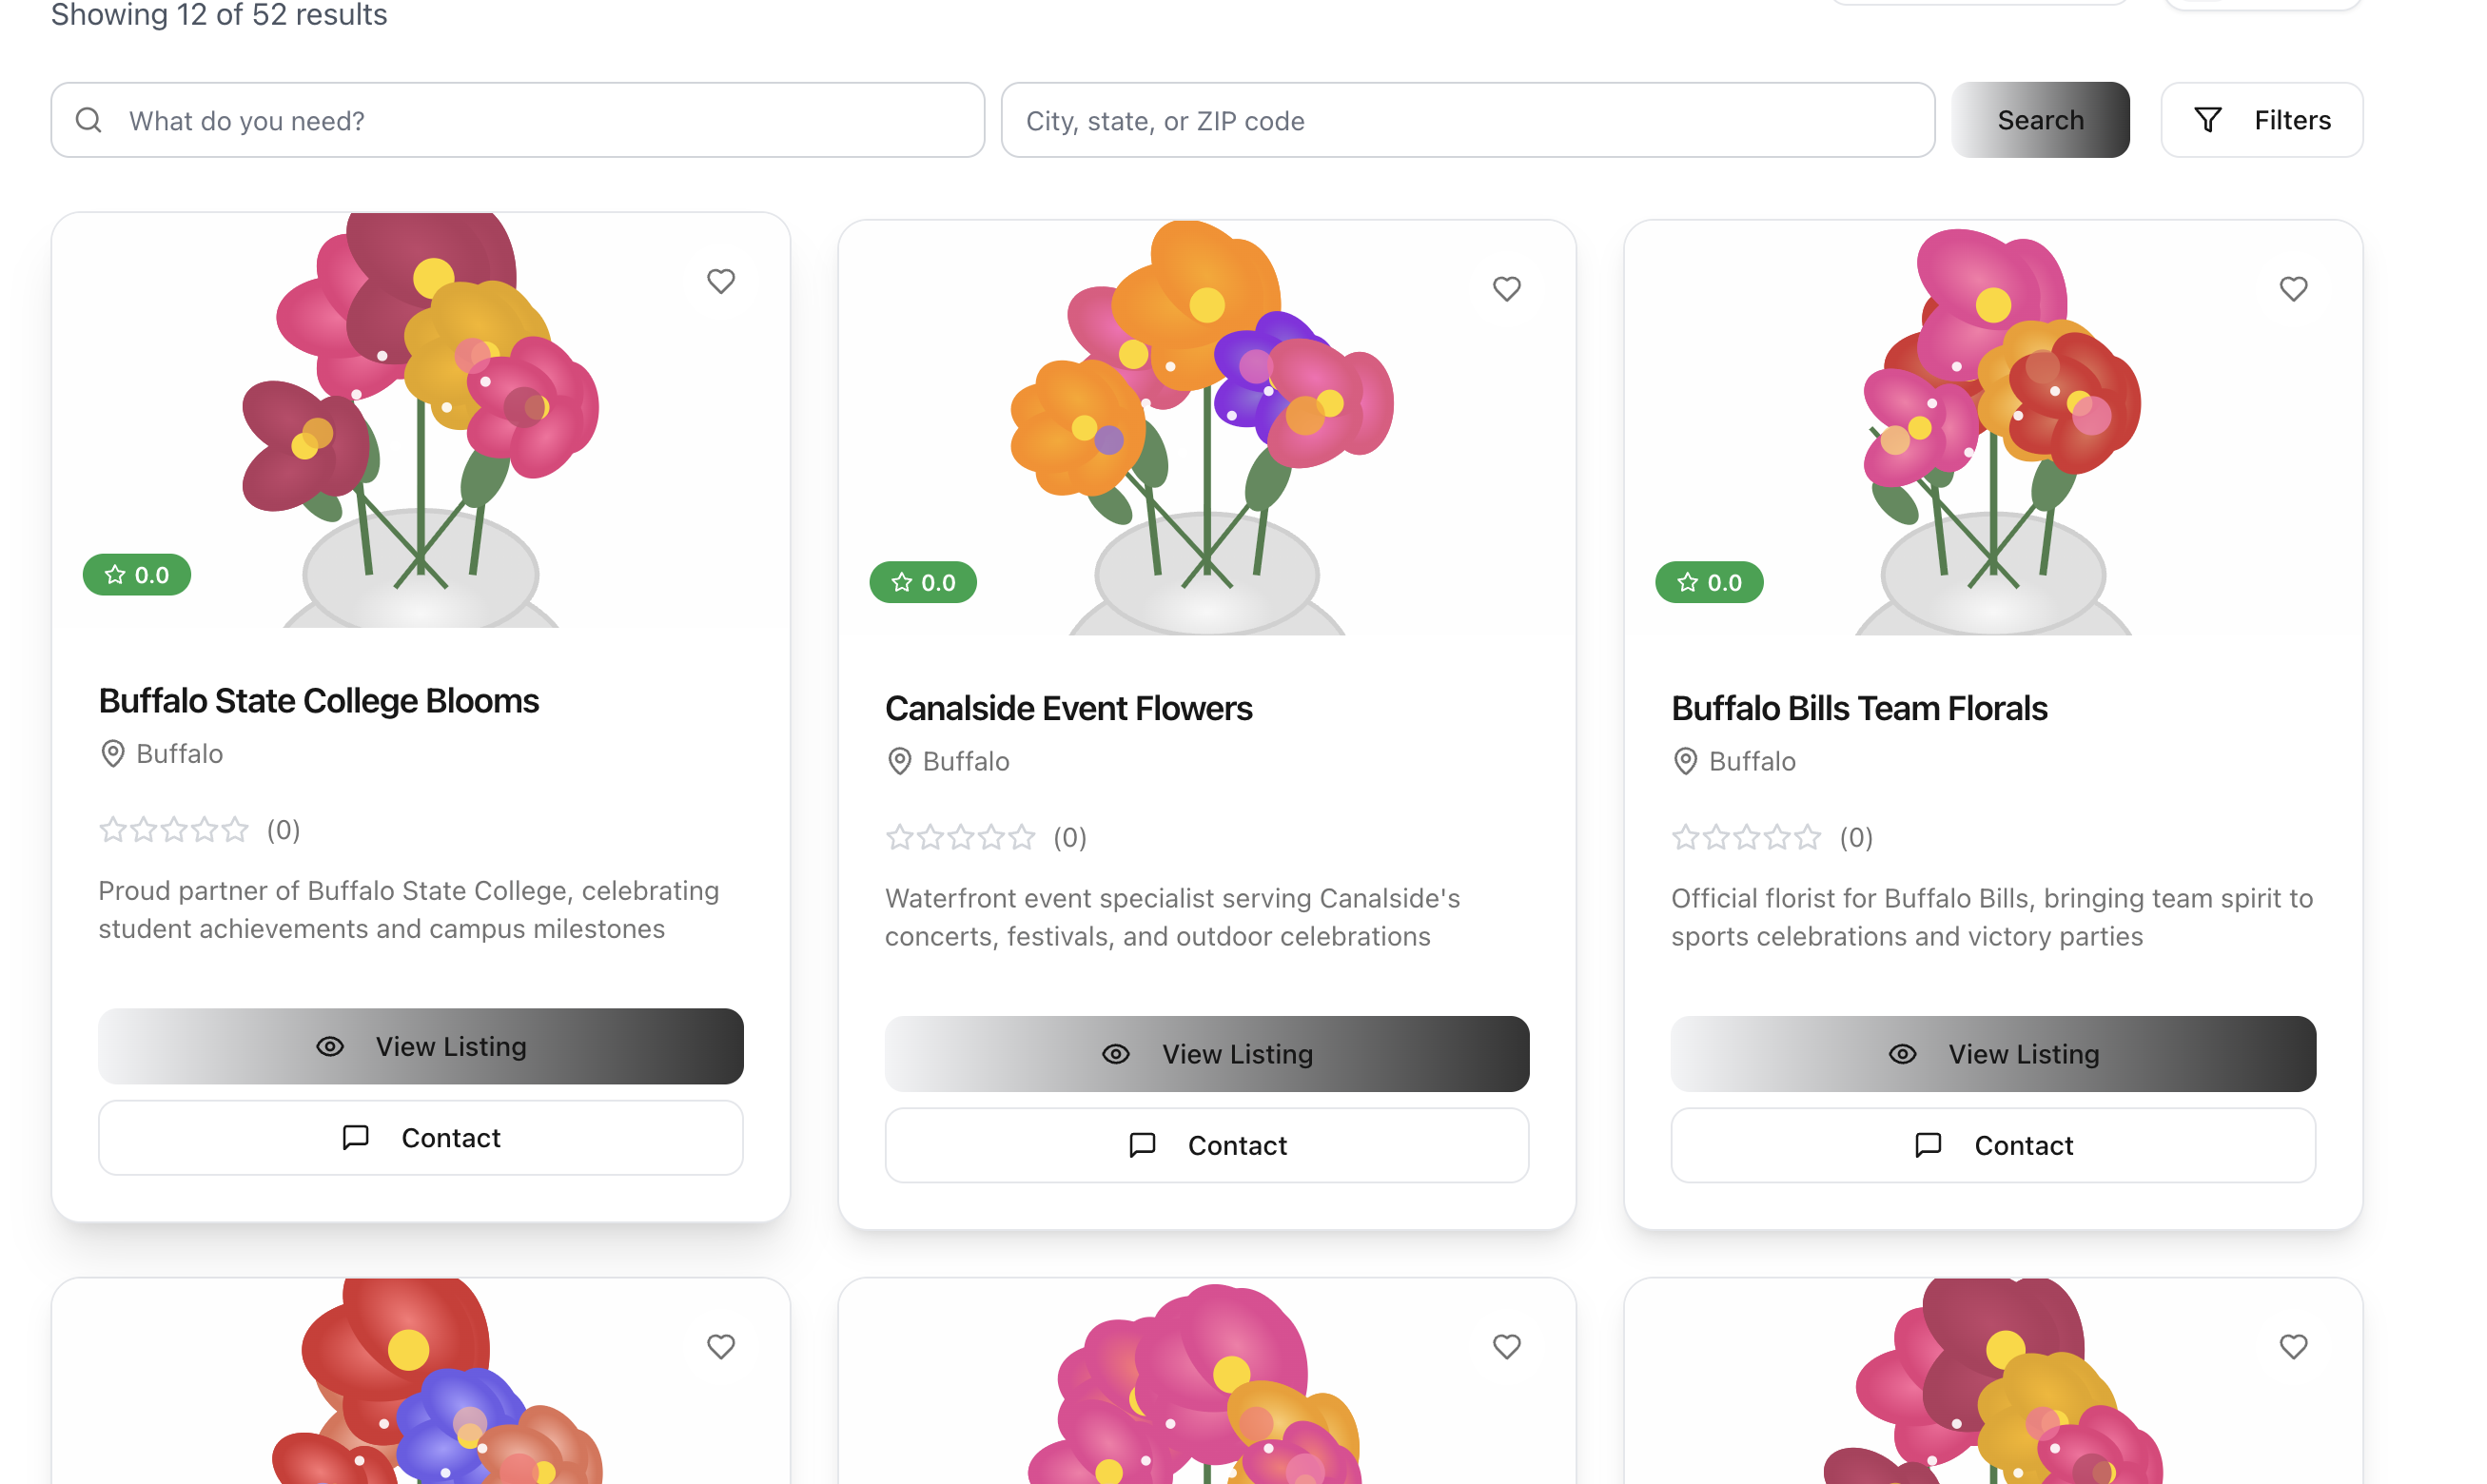 Showing 12 of 52 results
What do you need?
City, state, or ZIP code
Search
Filters
0.0
Buffalo State College Blooms
Buffalo
(0)
Proud partner of Buffalo State College, celebrating
student achievements and campus milestones
View Listing
Contact
0.0
Canalside Event Flowers
Buffalo
(0)
Waterfront event specialist serving Canalside's
concerts, festivals, and outdoor celebrations
View Listing
Contact
0.0
Buffalo Bills Team Florals
Buffalo
(0)
Official florist for Buffalo Bills, bringing team spirit to
sports celebrations and victory parties
View Listing
Contact